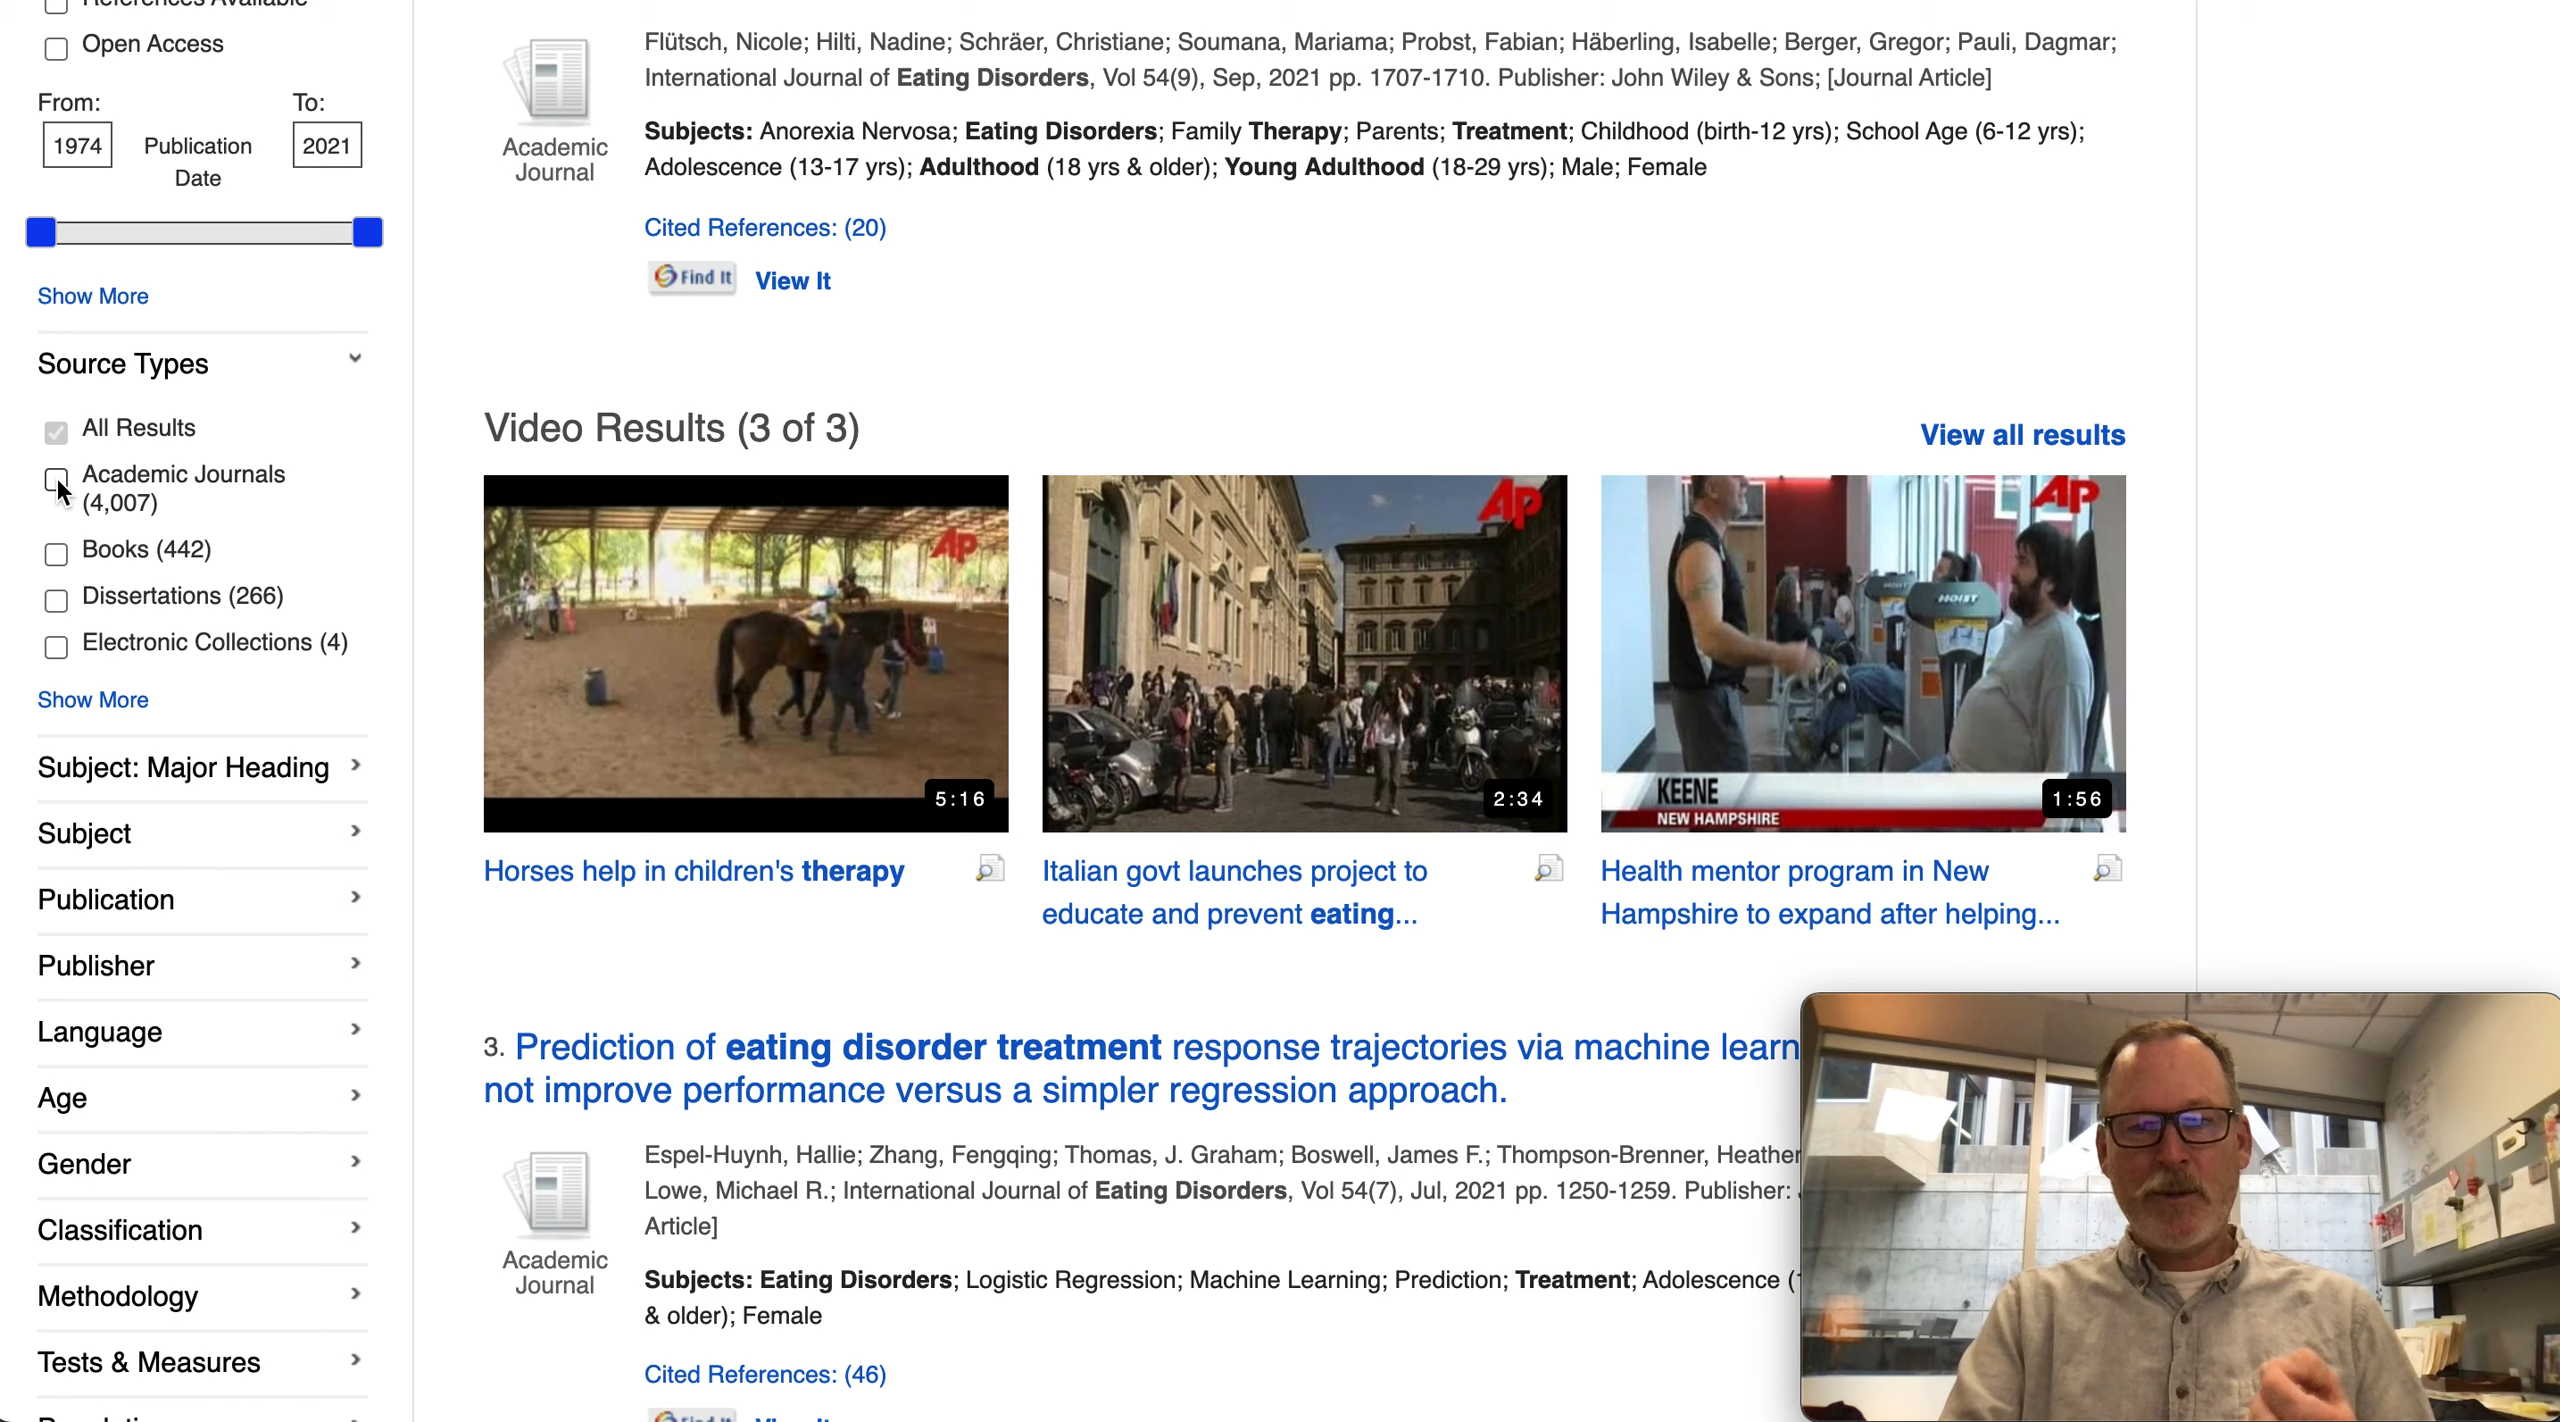 References Available
Open Access
From:
To:
1974
Publication
Date
2021
Show More
Source Types
All Results
Academic Journals
(4,007)
Books (442)
Dissertations (266)
Electronic Collections (4)
Show More
Subject: Major Heading
Subject
Publication
Publisher
Language
Age
Gender
Classification
Methodology
Tests & Measures
Academic
Journal
Flütsch, Nicole; Hilti, Nadine; Schräer, Christiane; Soumana, Mariama; Probst, Fabian; Häberling, Isabelle; Berger, Gregor; Pauli, Dagmar;
International Journal of Eating Disorders, Vol 54(9), Sep, 2021 pp. 1707-1710. Publisher: John Wiley & Sons; [Journal Article]
Subjects: Anorexia Nervosa; Eating Disorders; Family Therapy; Parents; Treatment; Childhood (birth-12 yrs); School Age (6-12 yrs);
Adolescence (13-17 yrs); Adulthood (18 yrs & older); Young Adulthood (18-29 yrs); Male; Female
Cited References: (20)
Find It View It
Video Results (3 of 3)
View all results
AP
5:16
AP
2:34
AP
HOIST
HOIST
KEENE
NEW HAMPSHIRE
1:56
Horses help in children's therapy
Italian govt launches project to
educate and prevent eating...
Health mentor program in New
Hampshire to expand after helping...
3. Prediction of eating disorder treatment response trajectories via machine learn
not improve performance versus a simpler regression approach.
Academic
Journal
Espel-Huynh, Hallie; Zhang, Fengqing; Thomas, J. Graham; Boswell, James F.; Thompson-Brenner, Heather
Lowe, Michael R.; International Journal of Eating Disorders, Vol 54(7), Jul, 2021 pp. 1250-1259. Publisher:
Article]
Subjects: Eating Disorders; Logistic Regression; Machine Learning; Prediction; Treatment; Adolescence (
& older); Female
Cited References: (46)
Find It View It